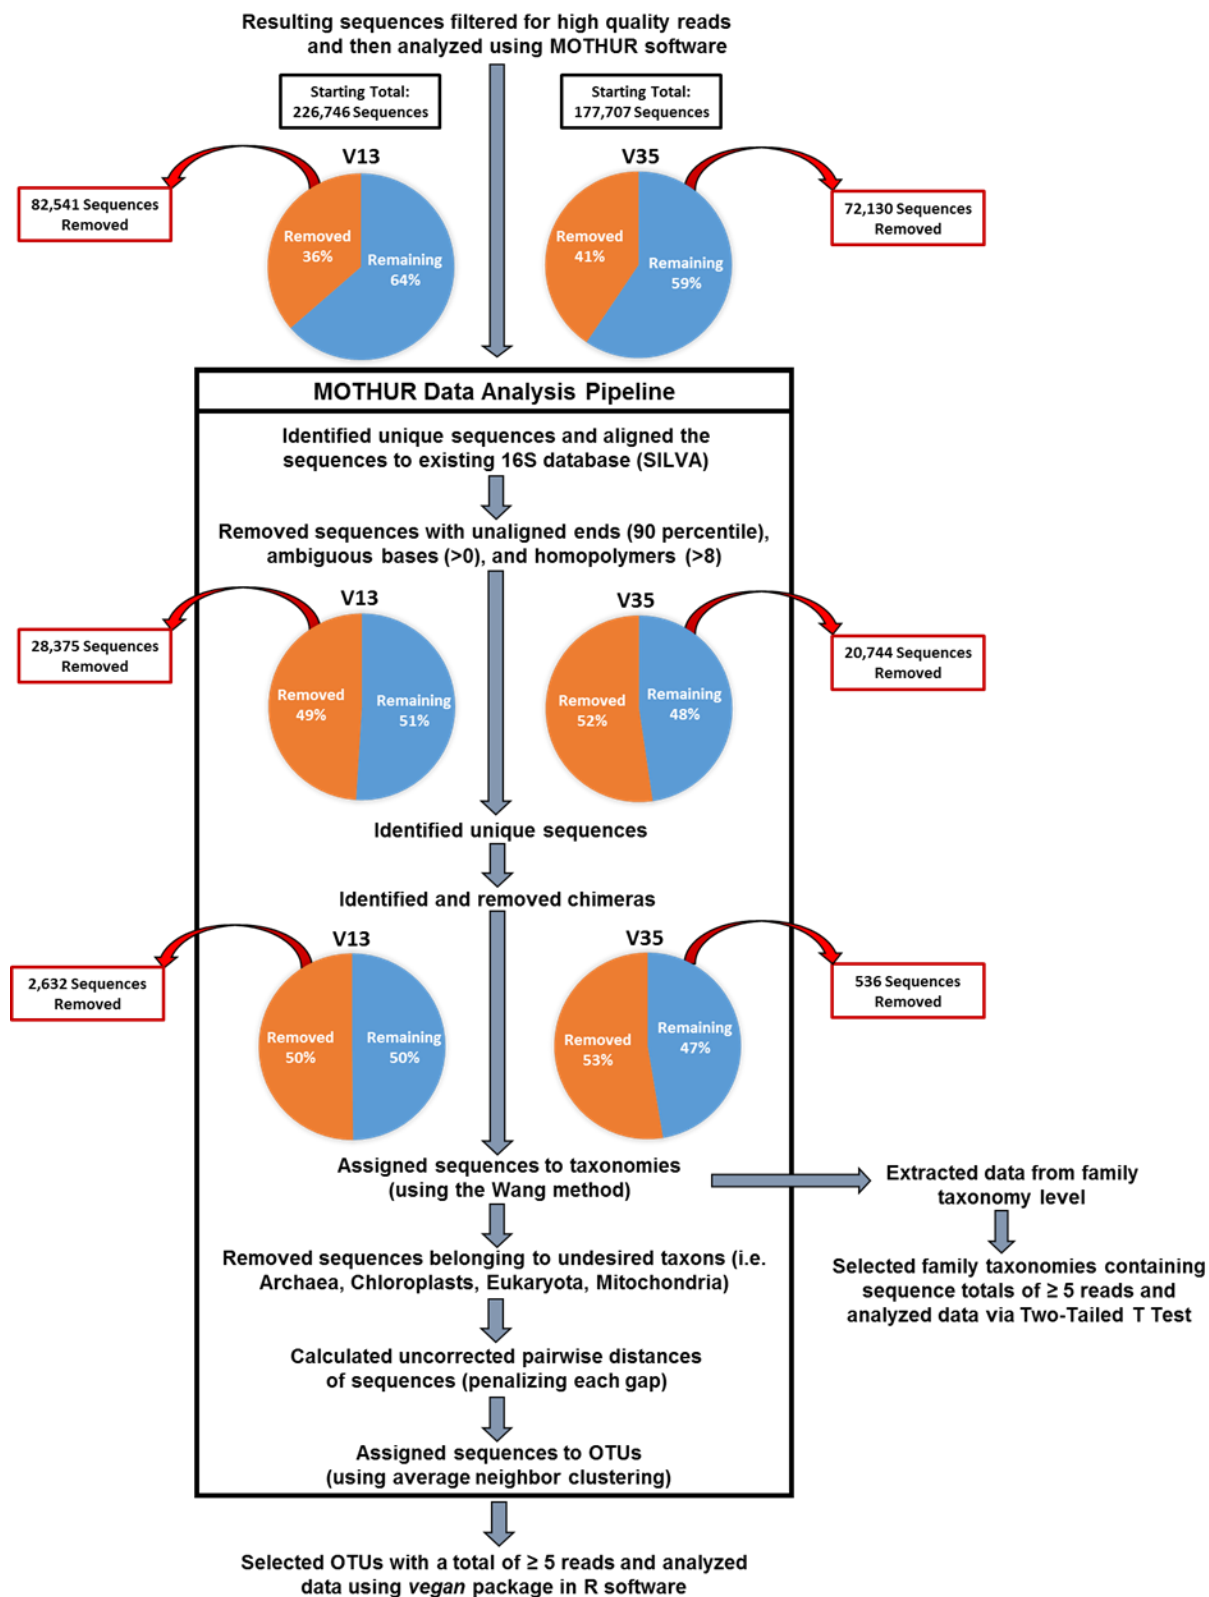 Resulting sequences filtered for high quality reads
and then analyzed using MOTHUR software
Starting Total:
226,746 Sequences
Starting Total:
177,707 Sequences
V13
V35
82,541 Sequences
Removed
72,130 Sequences
Removed
Removed
36%
Remaining
64%
Removed
41%
Remaining
59%
MOTHUR Data Analysis Pipeline
Identified unique sequences and aligned the
sequences to existing 16S database (SILVA)
Removed sequences with unaligned ends (90 percentile),
ambiguous bases (>0), and homopolymers (>8)
V13
V35
28,375 Sequences
Removed
20,744 Sequences
Removed
Removed
49%
Remaining
51%
Removed
52%
Remaining
48%
Identified unique sequences
Identified and removed chimeras
V13
V35
2,632 Sequences
Removed
536 Sequences
Removed
Removed
50%
Remaining
50%
Removed
53%
Remaining
47%
Assigned sequences to taxonomies
(using the Wang method)
Extracted data from family
taxonomy level
Removed sequences belonging to undesired taxons (i.e.
Archaea, Chloroplasts, Eukaryota, Mitochondria)
Selected family taxonomies containing
sequence totals of ≥ 5 reads and
analyzed data via Two-Tailed T Test
Calculated uncorrected pairwise distances
of sequences (penalizing each gap)
Assigned sequences to OTUs
(using average neighbor clustering)
Selected OTUs with a total of ≥ 5 reads and analyzed
data using vegan package in R software